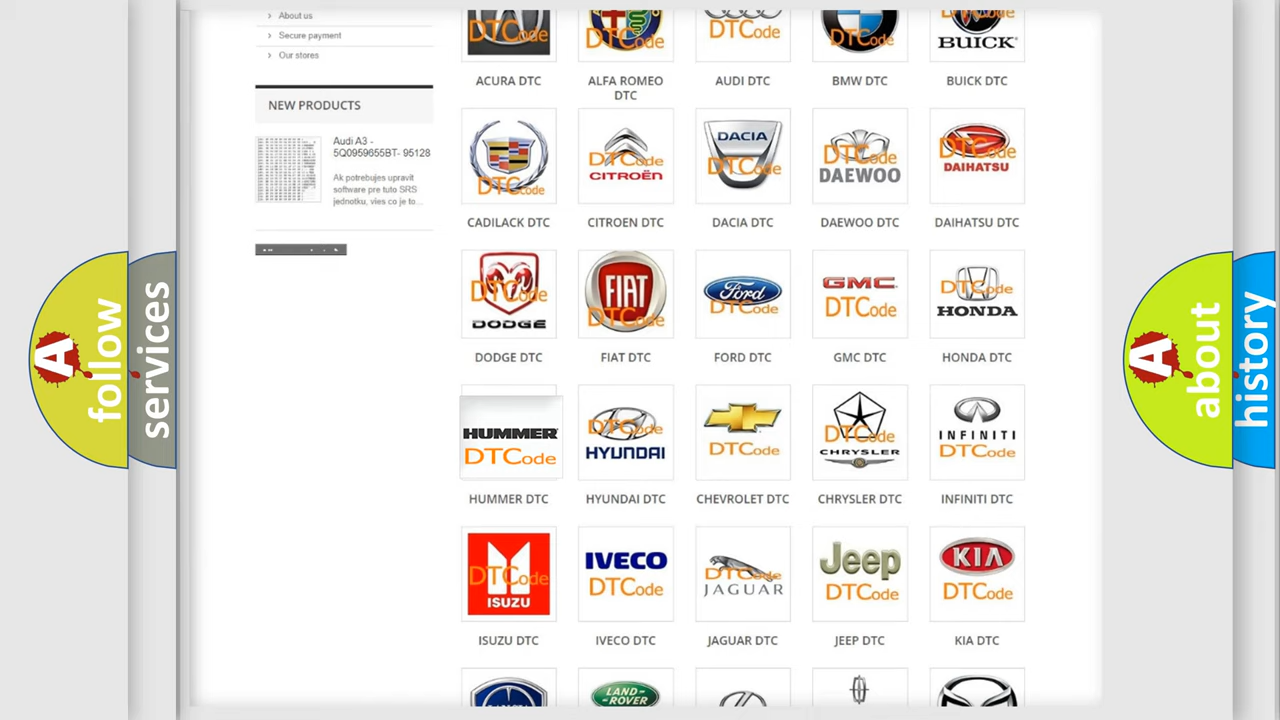 About us
Secure payment
Our stores
NEW PRODUCTS
Audi A3 -
5Q0959655BT- 95128
Ak potrebujes upravit
software pre tuto SRS
jednotku, vies co je to...
A follow
services
A about
history
DTCode
DTCode
DTCode
DTCode
DTCode
BUICK
ACURA DTC
ALFA ROMEO
DTC
AUDI DTC
BMW DTC
BUICK DTC
DTCode
DTCode
CITROËN
DACIA
DTCode
DTCode
DAEWOO
DTCode
DAIHATSU
CADILACK DTC
CITROEN DTC
DACIA DTC
DAEWOO DTC
DAIHATSU DTC
DTCode
DODGE
FIAT
DTCode
Ford
DTCode
GMC
DTCode
DTCode
HONDA
DODGE DTC
FIAT DTC
FORD DTC
GMC DTC
HONDA DTC
HUMMER
DTCode
DTCode
HYUNDAI
DTCode
DTCode
CHRYSLER
INFINITI
DTCode
HUMMER DTC
HYUNDAI DTC
CHEVROLET DTC
CHRYSLER DTC
INFINITI DTC
DTCode
ISUZU
IVECO
DTCode
DTCode
JAGUAR
Jeep
DTCode
KIA
DTCode
ISUZU DTC
IVECO DTC
JAGUAR DTC
JEEP DTC
KIA DTC
LAND-
ROVER